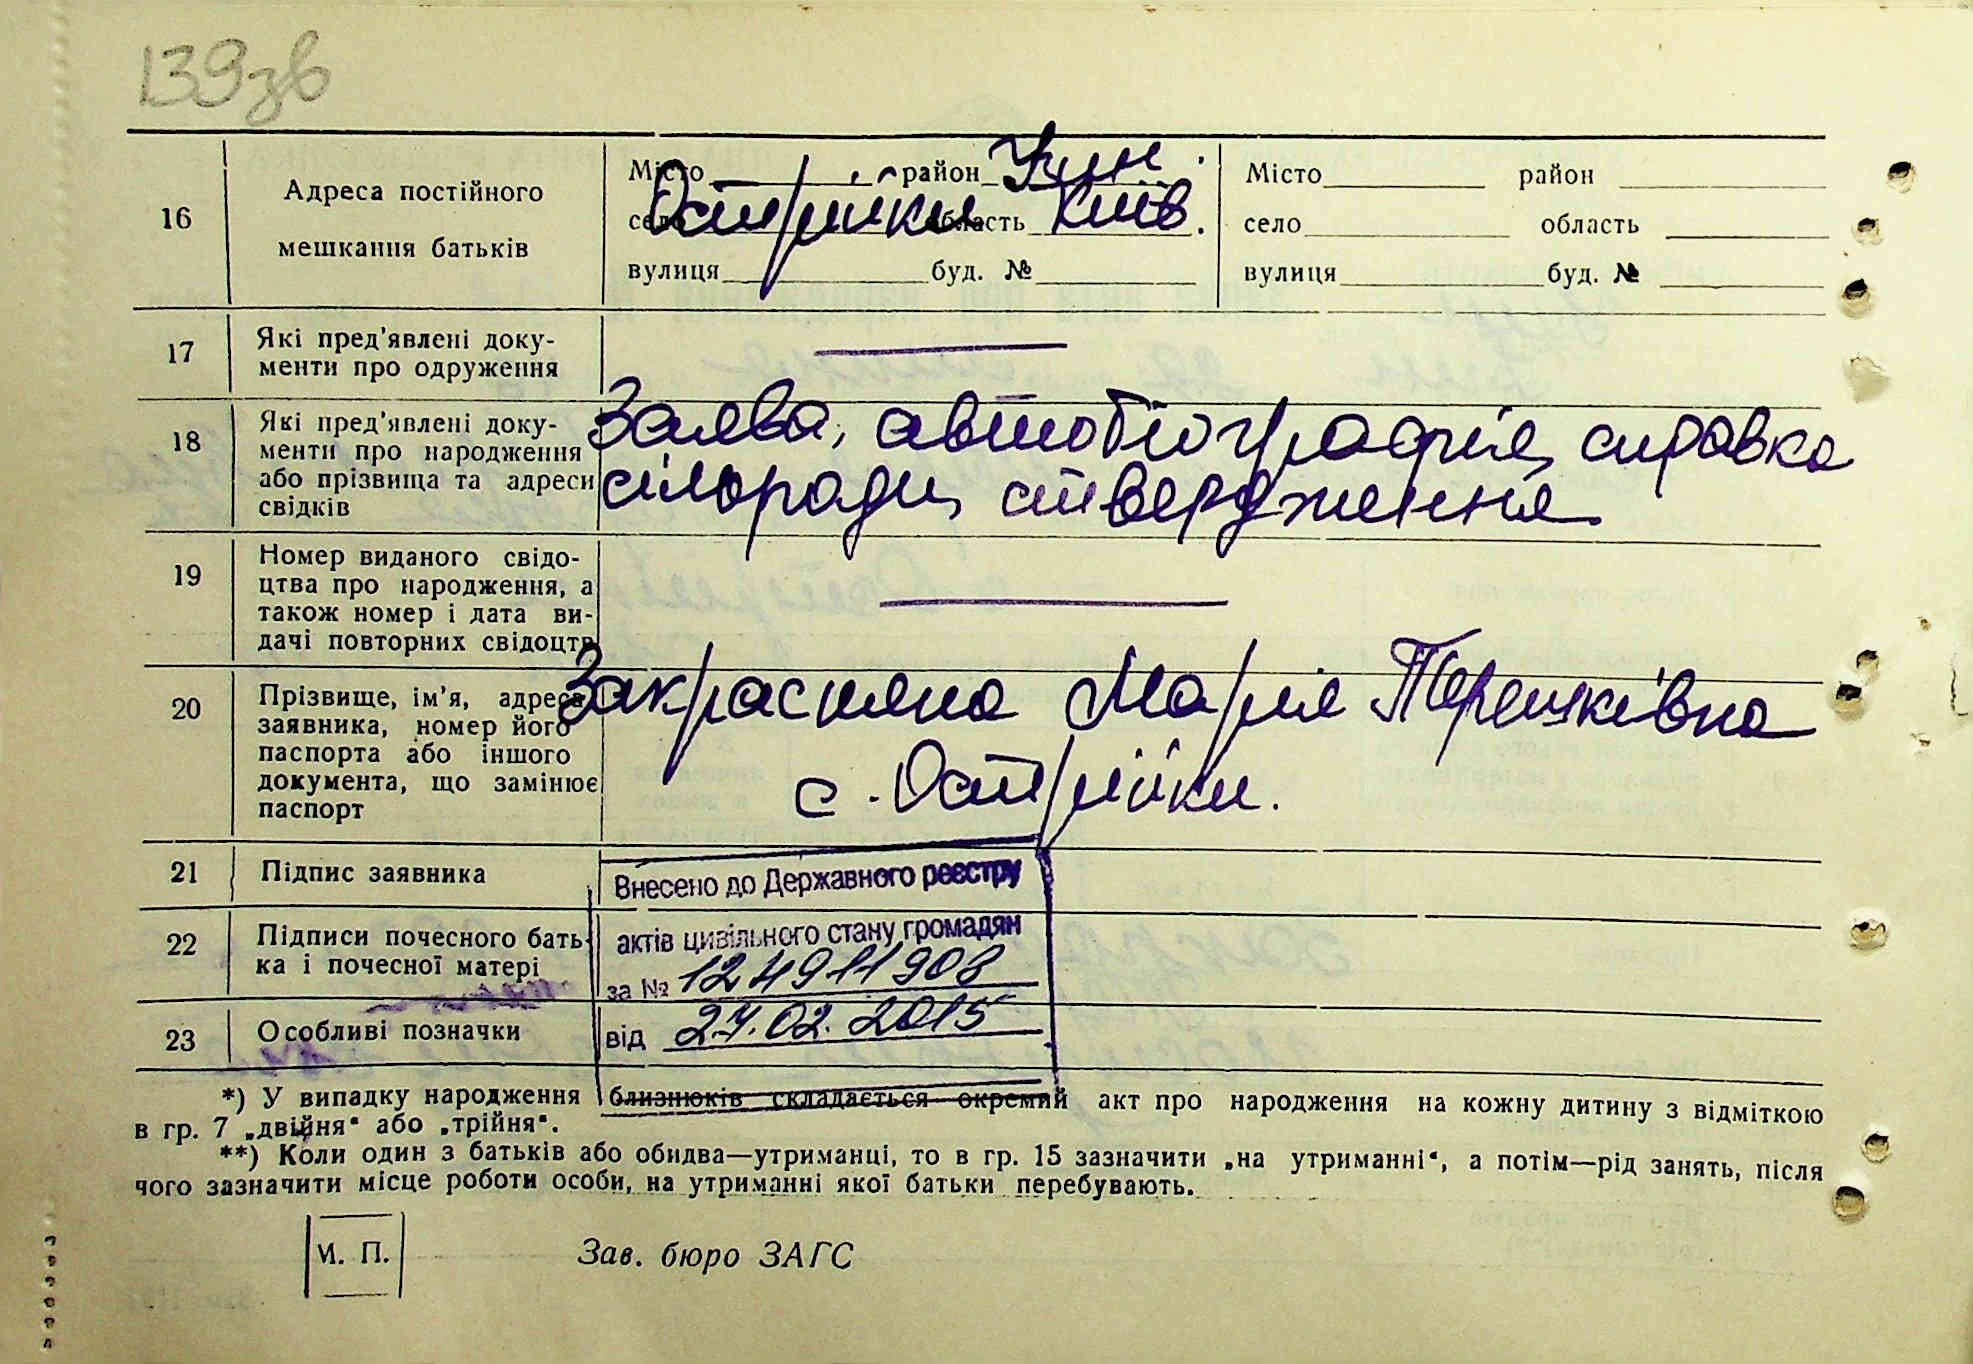 139зв
16 Адреса постійного мешкання батьків
Місто район Узин.
село Острійки область Київ.
вулиця буд. №
Місто район
село область
вулиця буд. №
17 Які пред'явлені доку-
менти про одруження
18 Які пред'явлені доку-
менти про народження
або прізвища та адреси
свідків
Заява, автобіографія, справка
сільради, ствердження
19 Номер виданого свідо-
цтва про народження, а
також номер і дата ви-
дачі повторних свідоцтв
20 Прізвище, ім'я, адреса
заявника, номер його
паспорта або іншого
документа, що замінює
паспорт
Закрасняна Марія Терешківна
с. Острійки.
21 Підпис заявника
22 Підписи почесного бать-
ка і почесної матері
23 Особливі позначки
Внесено до Державного реєстру
актів цивільного стану громадян
за № 124911908
від 27.02.2015
*) У випадку народження близнюків складається окремий акт про народження на кожну дитину з відміткою
в гр. 7 „двійня“ або „трійня“.
**) Коли один з батьків або обидва—утриманці, то в гр. 15 зазначити „на утриманні“, а потім—рід занять, після
чого зазначити місце роботи особи, на утриманні якої батьки перебувають.
М. П.
Зав. бюро ЗАГС